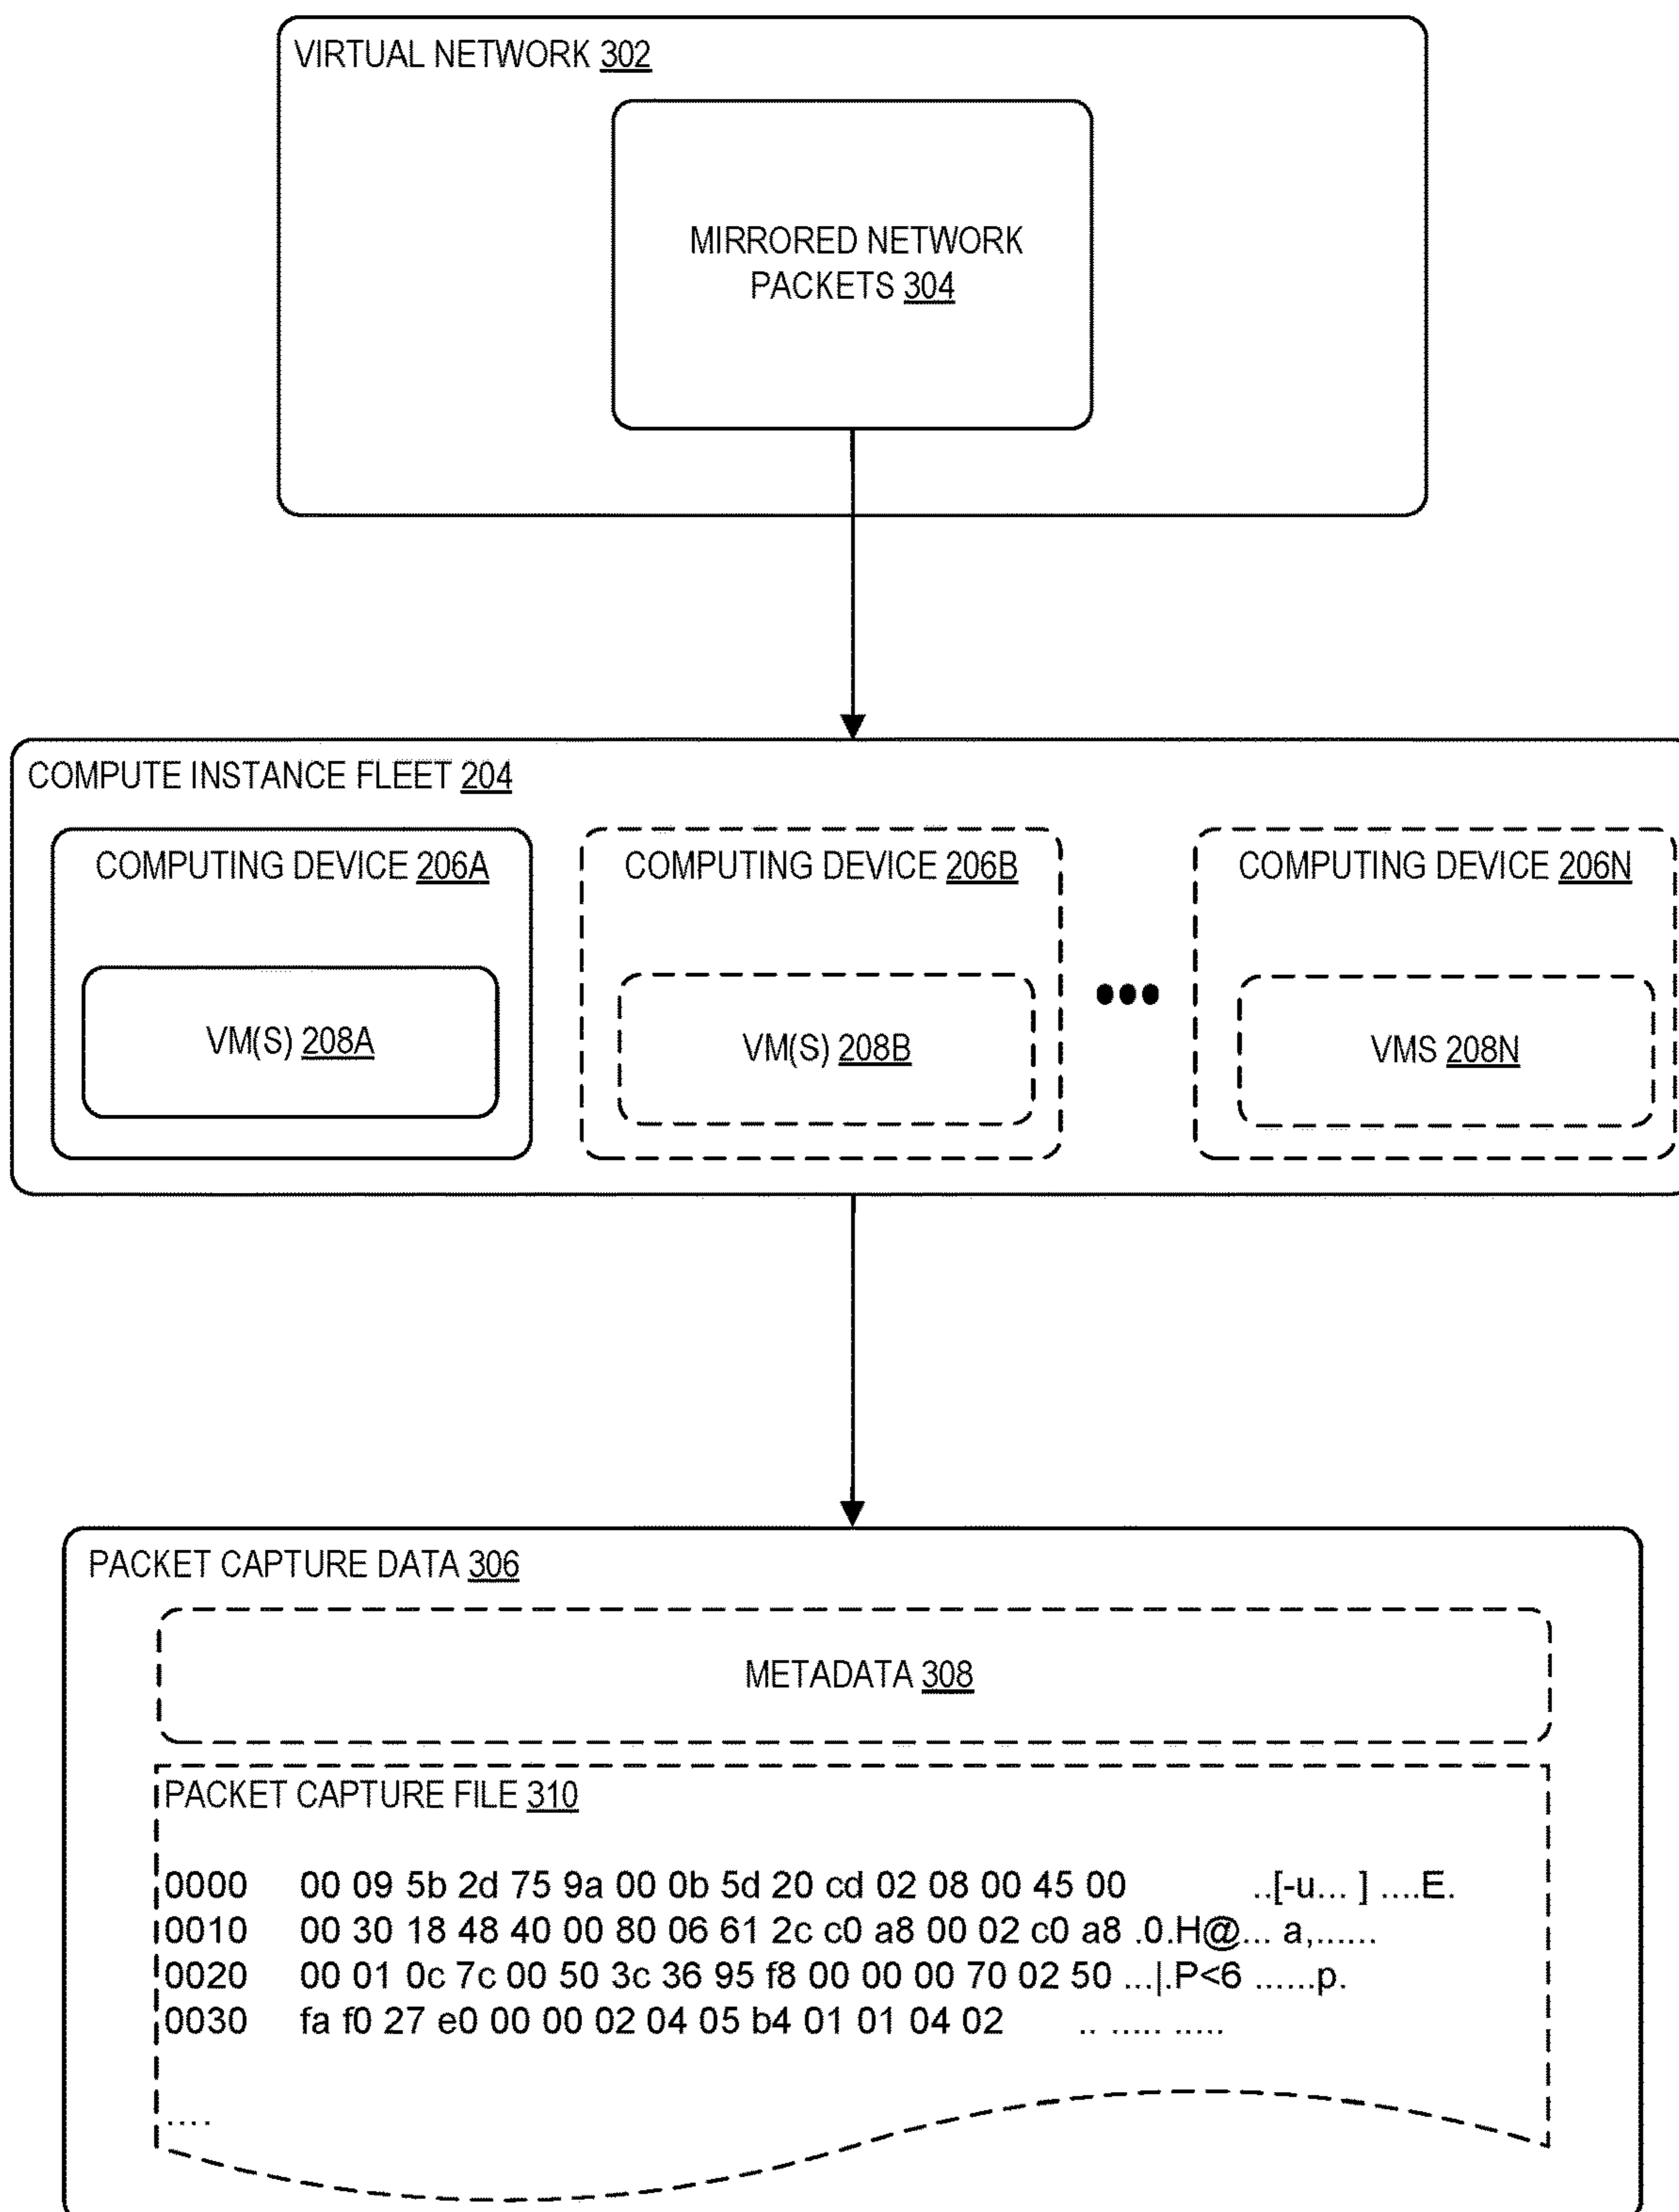 VIRTUAL NETWORK 302
MIRRORED NETWORK
PACKETS 304
COMPUTE INSTANCE FLEET 204
COMPUTING DEVICE 206A
COMPUTING DEVICE 206B
COMPUTING DEVICE 206N
VM(S) 208A
VM(S) 208B
VMS 208N
PACKET CAPTURE DATA 306
METADATA 308
PACKET CAPTURE FILE 310
0000 00 09 5b 2d 75 9a 00 0b 5d 20 cd 02 08 00 45 00 ..[-u... ] ....E.
0010 00 30 18 48 40 00 80 06 61 2c c0 a8 00 02 c0 a8 .0.H@... a,......
0020 00 01 0c 7c 00 50 3c 36 95 f8 00 00 00 70 02 50 ...|.P<6 ......p.
0030 fa f0 27 e0 00 00 02 04 05 b4 01 01 04 02 .. ..... .....
....